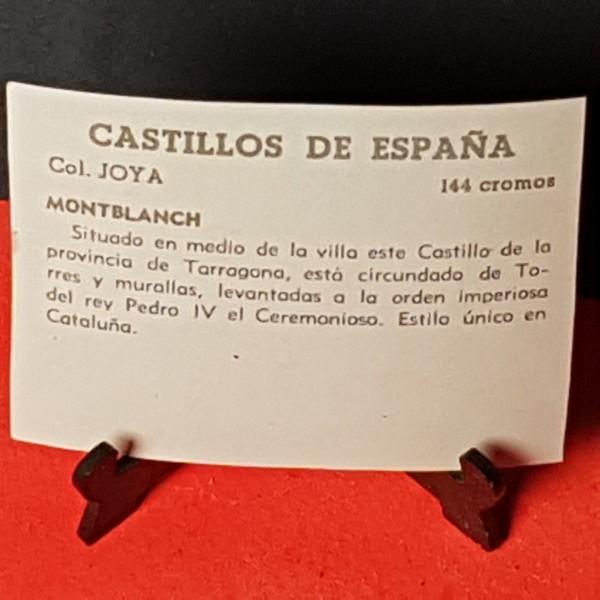 CASTILLOS DE ESPAÑA
Col. JOYA
144 cromos
MONTBLANCH
Situado en medio de la villa este Castillo de la
provincia de Tarragona, está circundado de To-
rres y murallas, levantadas a la orden imperiosa
del rey Pedro IV el Ceremonioso. Estilo único en
Cataluña.